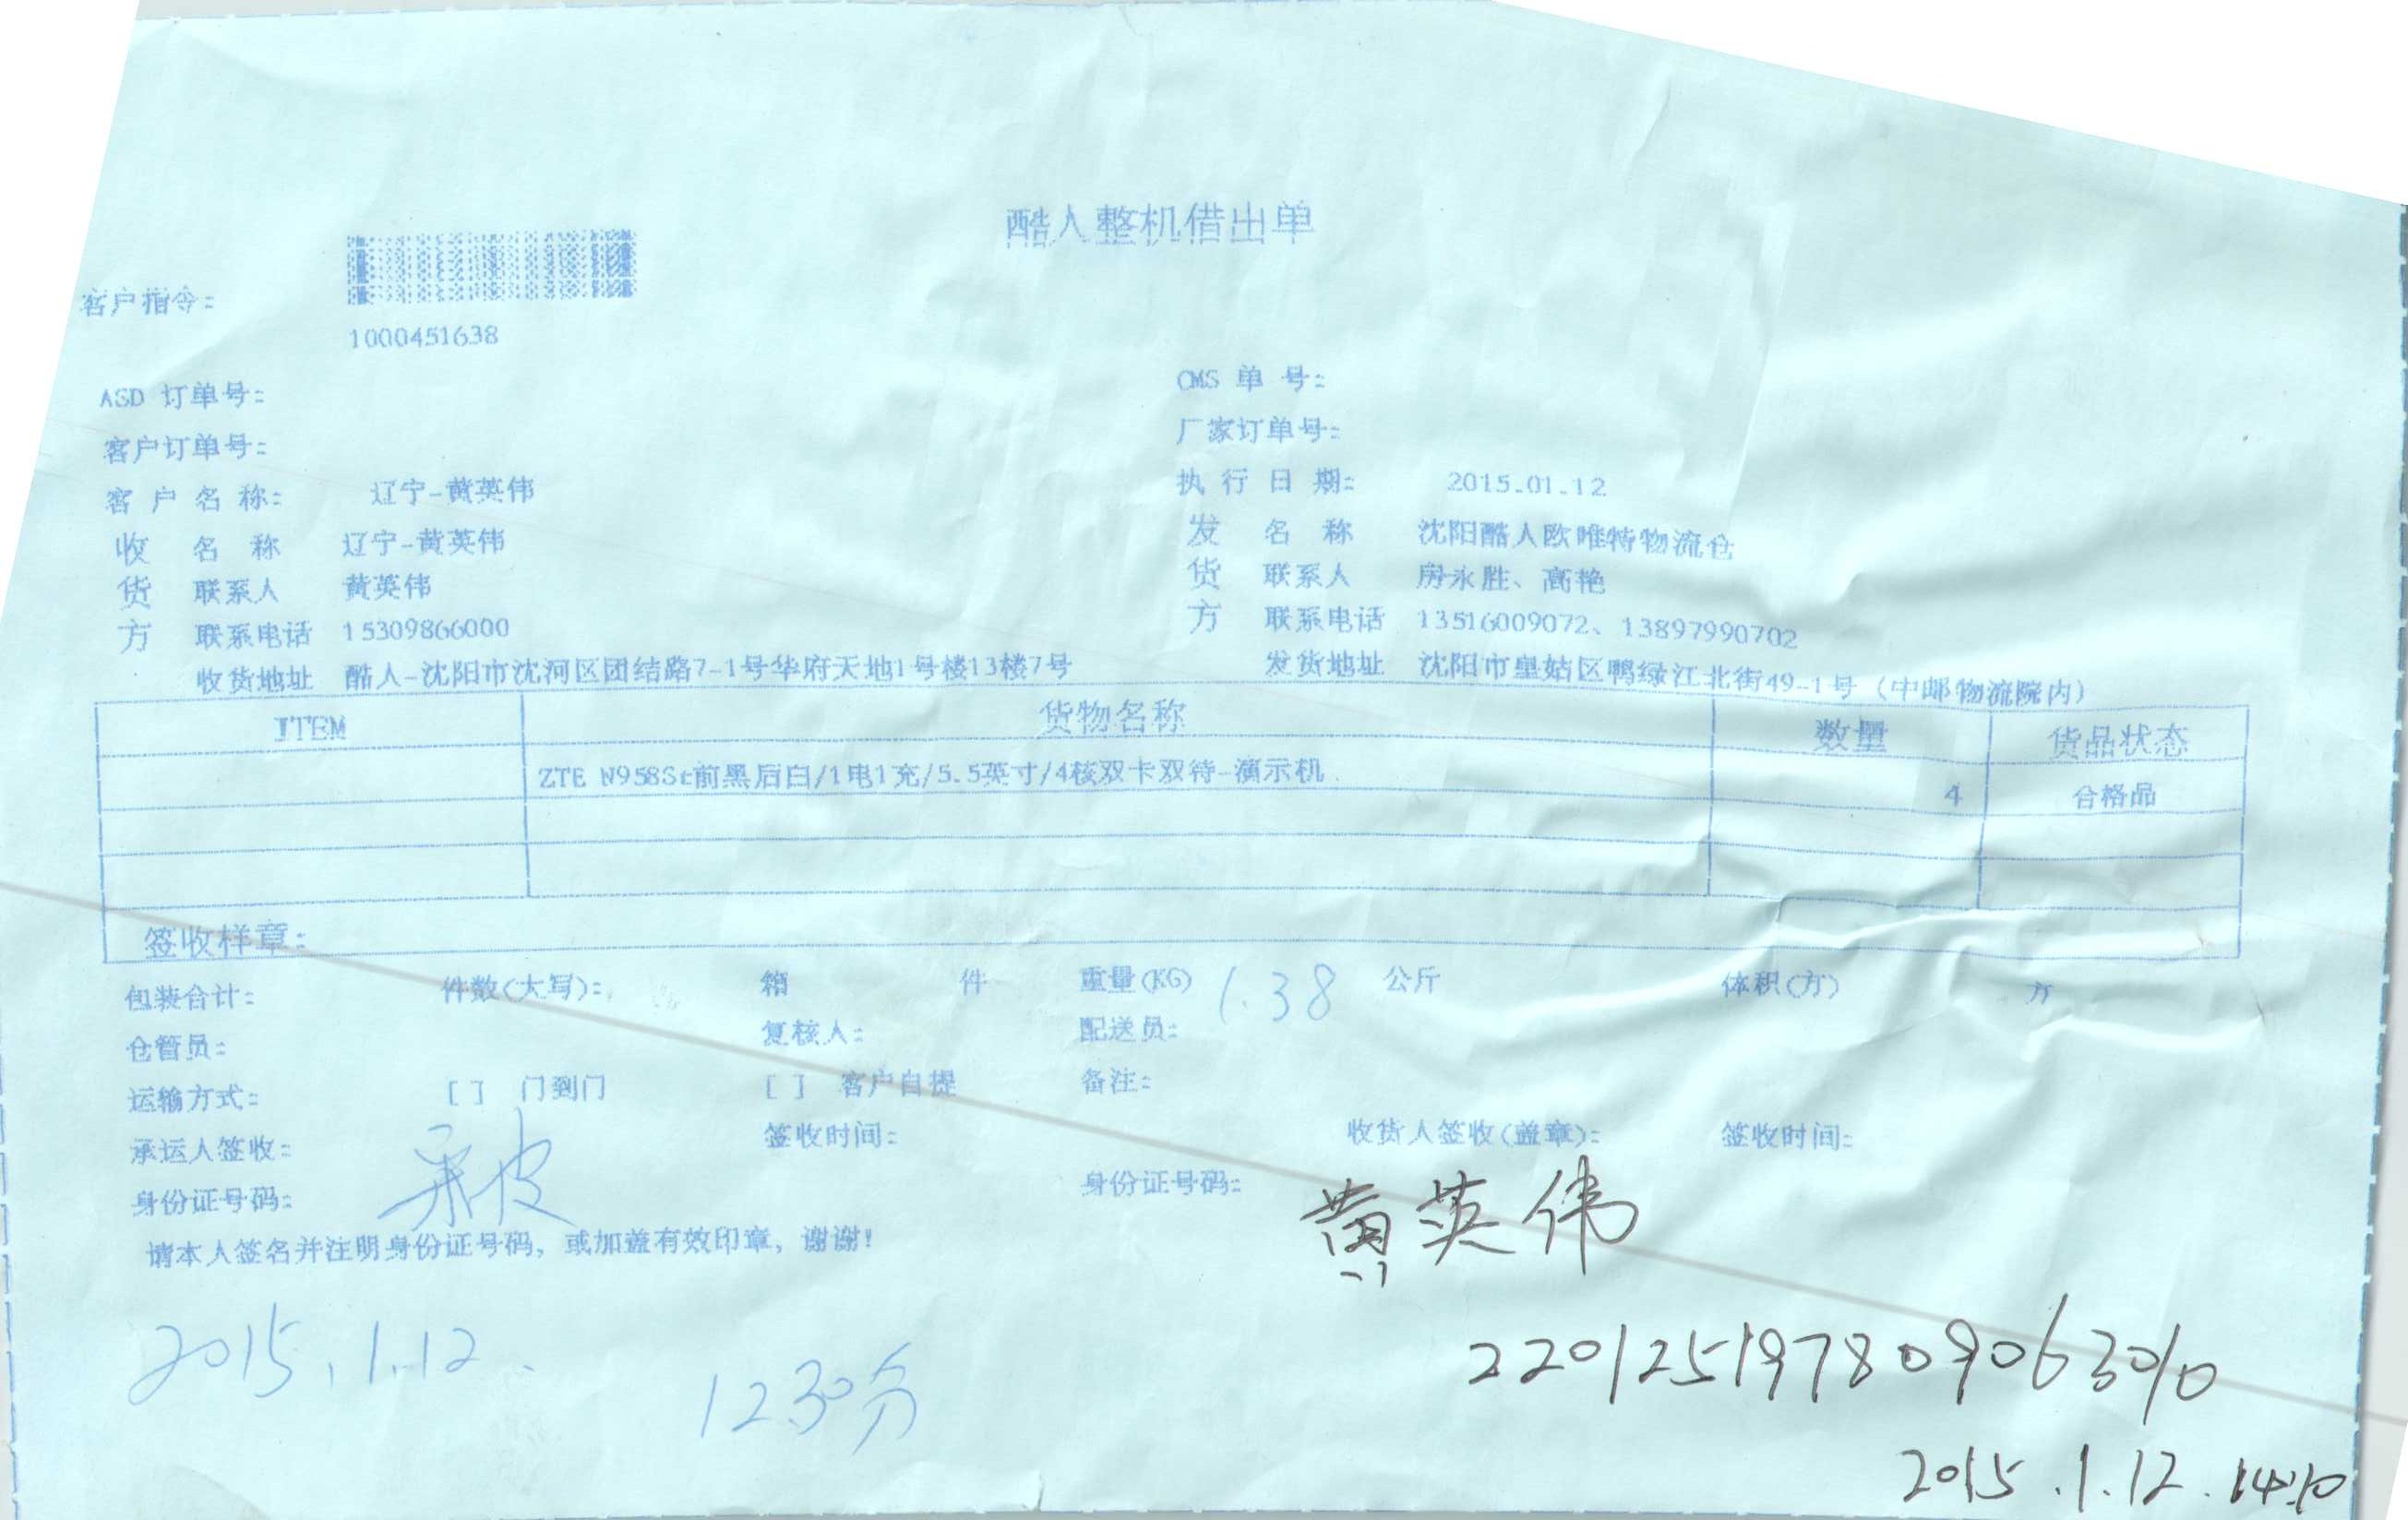 酷人整机借出单
客户指令:
1000451638
ASD 订单号:
CMS 单 号:
客户订单号:
厂家订单号:
客 户 名 称: 辽宁-黄英伟
执 行 日 期: 2015.01.12
收 名 称 辽宁-黄英伟
发 名 称 沈阳酷人欧唯特物流仓
货 联系人 黄英伟
货 联系人 房永胜、高艳
方 联系电话 15309866000
方 联系电话 13516009072、13897990702
收货地址 酷人-沈阳市沈河区团结路7-1号华府天地1号楼13楼7号
发货地址 沈阳市皇姑区鸭绿江北街49-1号(中邮物流院内)
ITEM 货物名称 数量 货品状态
ZTE N958St前黑后白/1电1充/5.5英寸/4核双卡双待-演示机 4 合格品
签收样章:
包装合计: 件数(大写): 箱 件 重量(KG) 1.38 公斤 体积(方) 方
仓管员: 复核人: 配送员:
运输方式: [ ] 门到门 [ ] 客户自提 备注:
承运人签收: 签收时间: 收货人签收(盖章): 签收时间:
身份证号码: 身份证号码:
黄英伟
请本人签名并注明身份证号码, 或加盖有效印章, 谢谢!
2015.1.12.
1230分
220125197809063010
2015.1.12.14:10